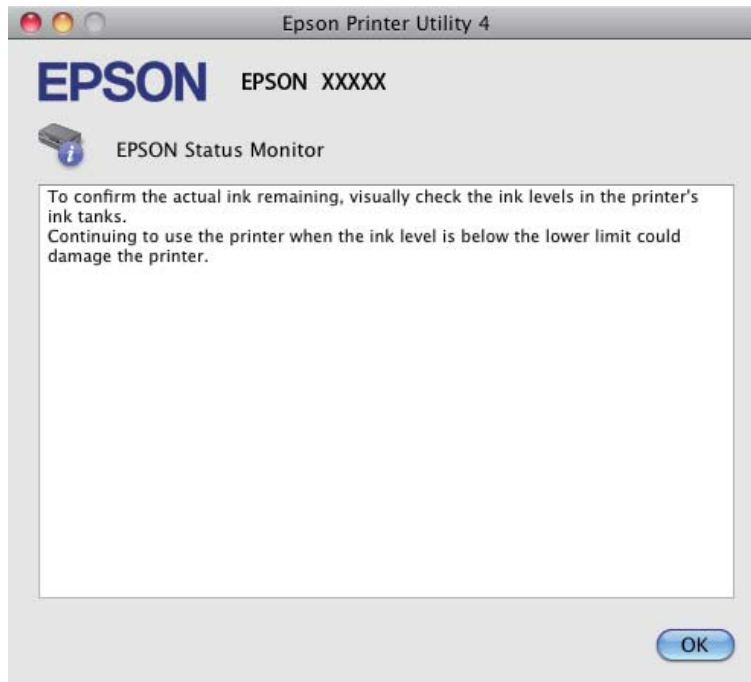 Epson Printer Utility 4
EPSON EPSON XXXXX
EPSON Status Monitor
To confirm the actual ink remaining, visually check the ink levels in the printer's
ink tanks.
Continuing to use the printer when the ink level is below the lower limit could
damage the printer.
OK